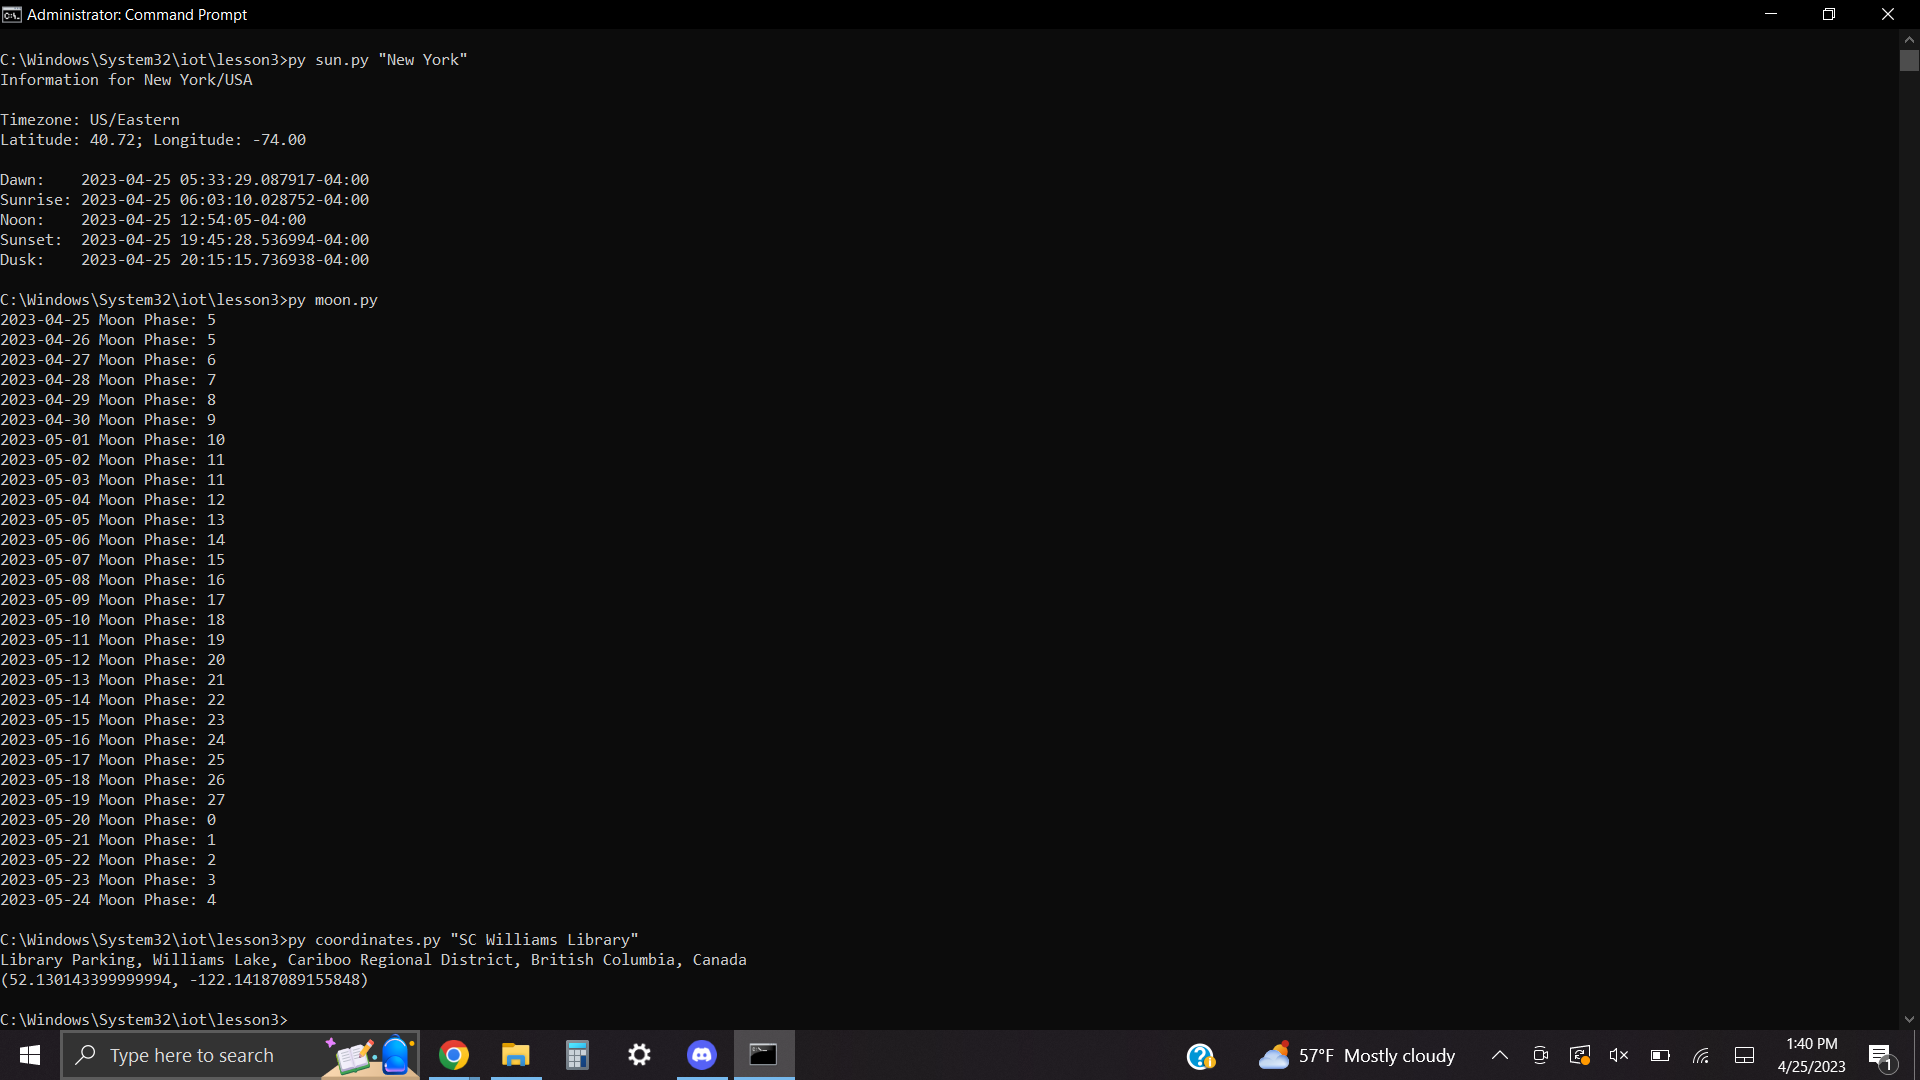 Administrator: Command Prompt
C:\Windows\System32\iot\lesson3>py sun.py "New York"
Information for New York/USA
Timezone: US/Eastern
Latitude: 40.72; Longitude: -74.00
Dawn:    2023-04-25 05:33:29.087917-04:00
Sunrise: 2023-04-25 06:03:10.028752-04:00
Noon:    2023-04-25 12:54:05-04:00
Sunset:  2023-04-25 19:45:28.536994-04:00
Dusk:    2023-04-25 20:15:15.736938-04:00
C:\Windows\System32\iot\lesson3>py moon.py
2023-04-25 Moon Phase: 5
2023-04-26 Moon Phase: 5
2023-04-27 Moon Phase: 6
2023-04-28 Moon Phase: 7
2023-04-29 Moon Phase: 8
2023-04-30 Moon Phase: 9
2023-05-01 Moon Phase: 10
2023-05-02 Moon Phase: 11
2023-05-03 Moon Phase: 11
2023-05-04 Moon Phase: 12
2023-05-05 Moon Phase: 13
2023-05-06 Moon Phase: 14
2023-05-07 Moon Phase: 15
2023-05-08 Moon Phase: 16
2023-05-09 Moon Phase: 17
2023-05-10 Moon Phase: 18
2023-05-11 Moon Phase: 19
2023-05-12 Moon Phase: 20
2023-05-13 Moon Phase: 21
2023-05-14 Moon Phase: 22
2023-05-15 Moon Phase: 23
2023-05-16 Moon Phase: 24
2023-05-17 Moon Phase: 25
2023-05-18 Moon Phase: 26
2023-05-19 Moon Phase: 27
2023-05-20 Moon Phase: 0
2023-05-21 Moon Phase: 1
2023-05-22 Moon Phase: 2
2023-05-23 Moon Phase: 3
2023-05-24 Moon Phase: 4
C:\Windows\System32\iot\lesson3>py coordinates.py "SC Williams Library"
Library Parking, Williams Lake, Cariboo Regional District, British Columbia, Canada
(52.130143399999994, -122.14187089155848)
C:\Windows\System32\iot\lesson3>
Type here to search
57°F Mostly cloudy
1:40 PM
4/25/2023
1